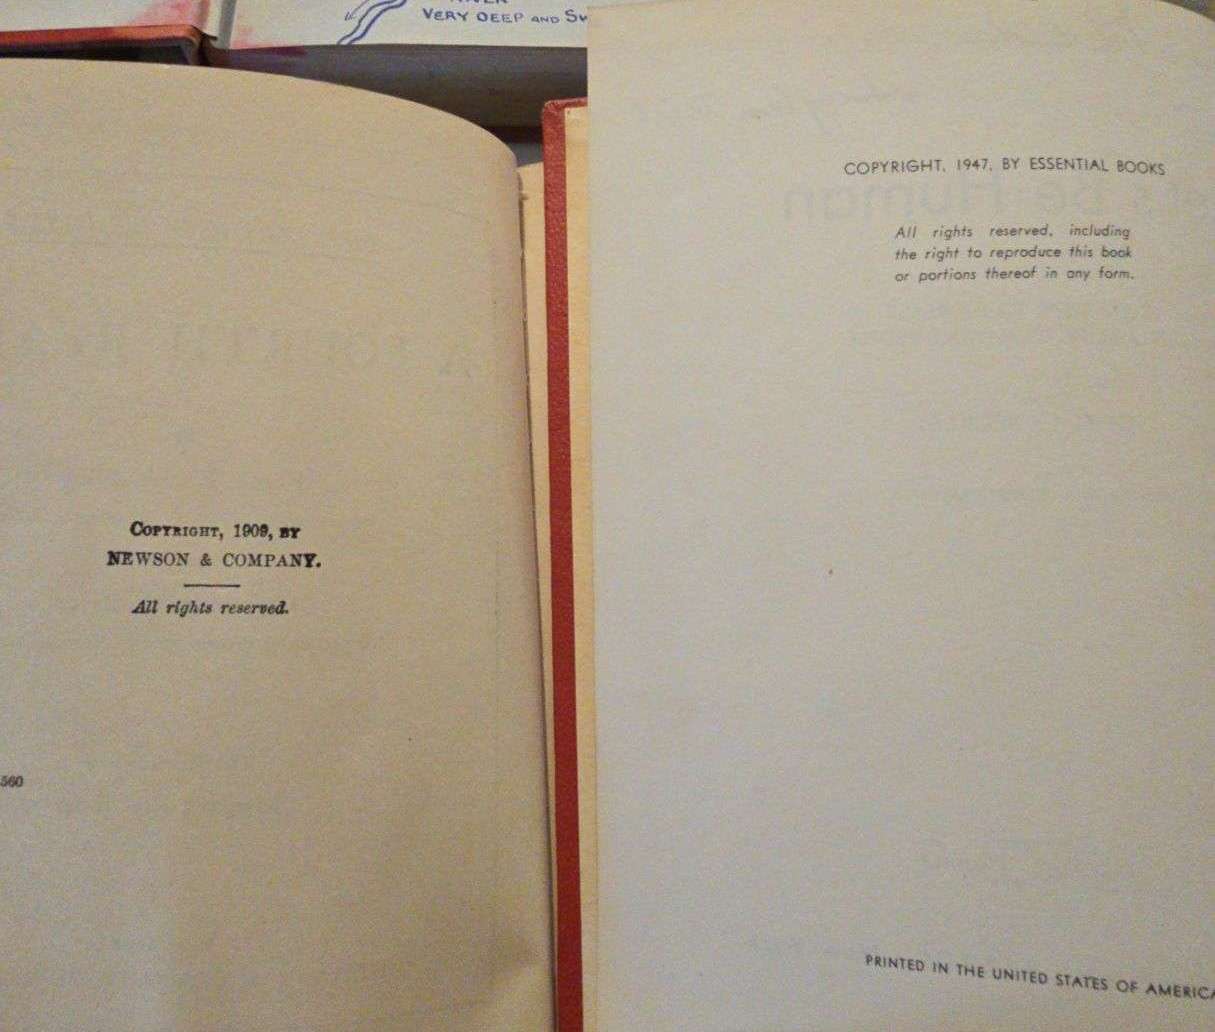 VERY DEEP AND
COPYRIGHT, 1909, BY
NEWSON & COMPANY.
All rights reserved.
560
COPYRIGHT, 1947, BY ESSENTIAL BOOKS
All rights reserved, including
the right to reproduce this book
or portions thereof in any form.
PRINTED IN THE UNITED STATES OF AMERICA